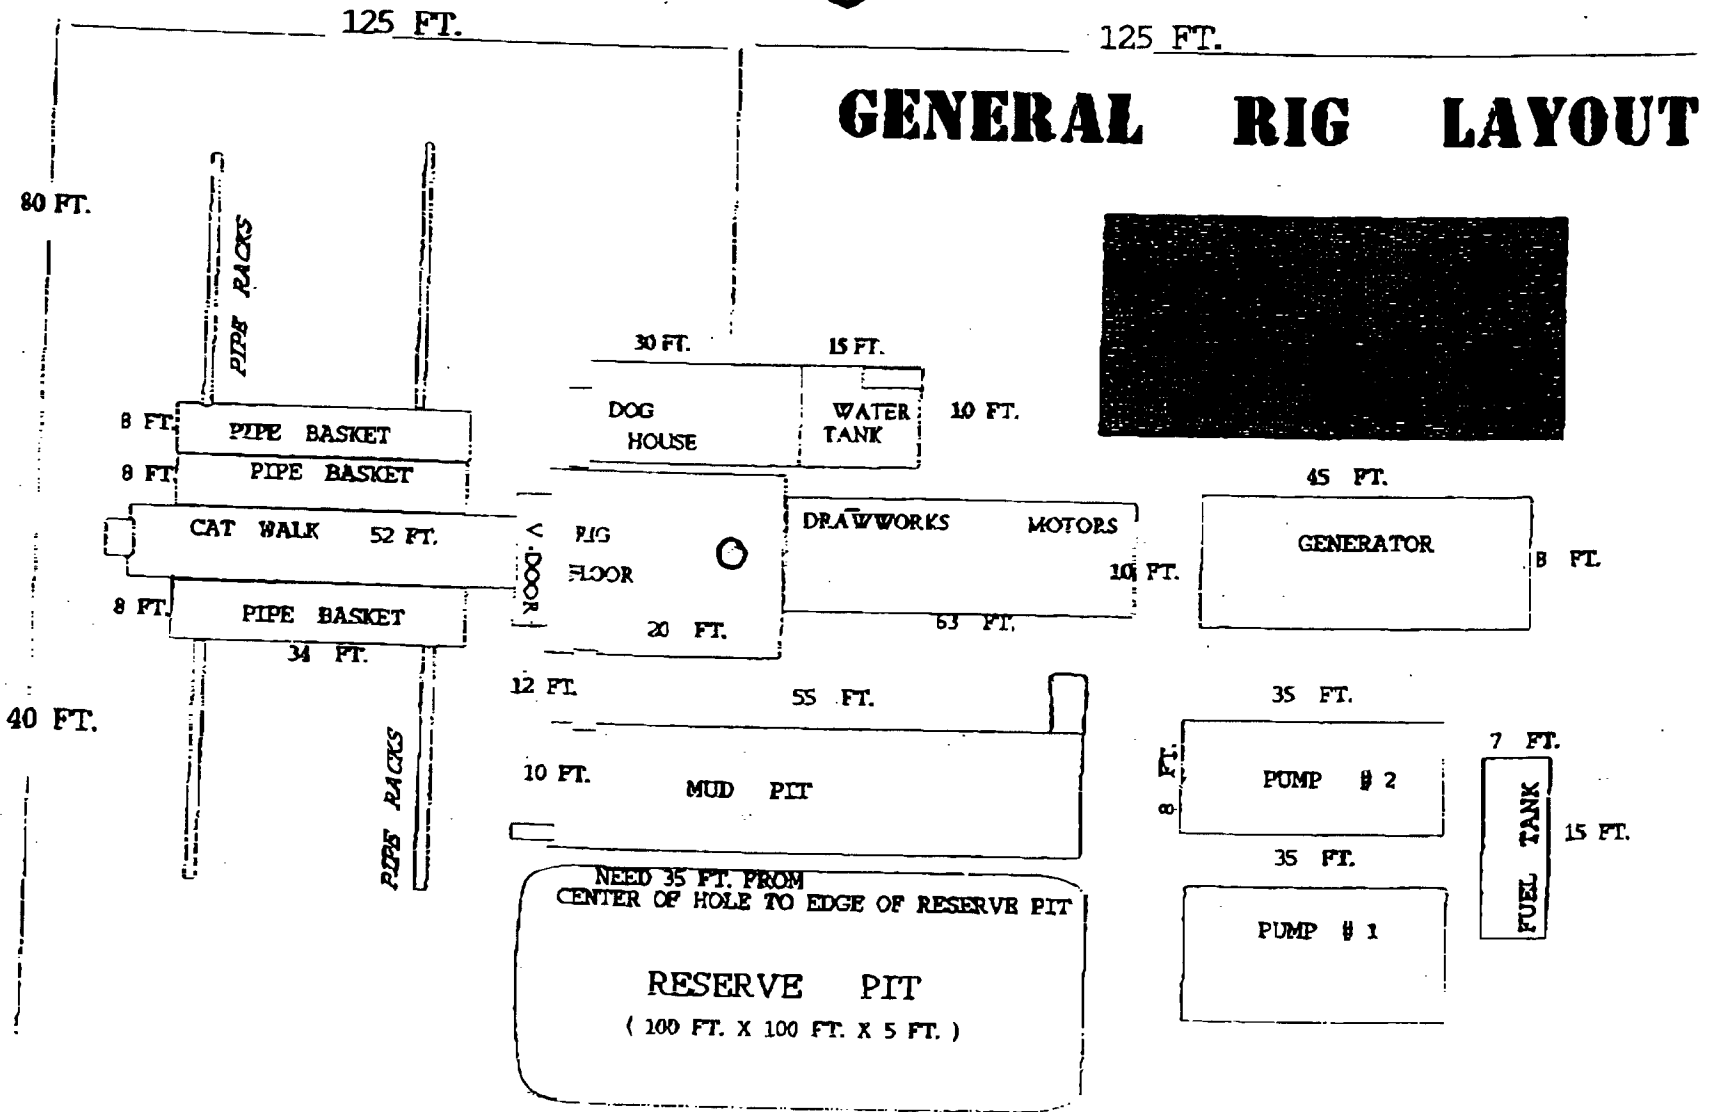 125 FT.
125 FT.
GENERAL RIG LAYOUT
80 FT.
PIPE RACKS
30 FT.
15 FT.
8 FT.
PIPE BASKET
DOG
HOUSE
WATER
TANK
10 FT.
8 FT.
PIPE BASKET
45 FT.
CAT WALK 52 FT.
V-DOOR
RIG
FLOOR
20 FT.
DRAWWORKS
MOTORS
10 FT.
63 FT.
GENERATOR
8 FT.
8 FT.
PIPE BASKET
34 FT.
12 FT.
55 FT.
35 FT.
40 FT.
PIPE RACKS
10 FT.
MUD PIT
8 FT.
PUMP # 2
7 FT.
FUEL TANK
15 FT.
35 FT.
NEED 35 FT. FROM
CENTER OF HOLE TO EDGE OF RESERVE PIT
PUMP # 1
RESERVE PIT
( 100 FT. X 100 FT. X 5 FT. )